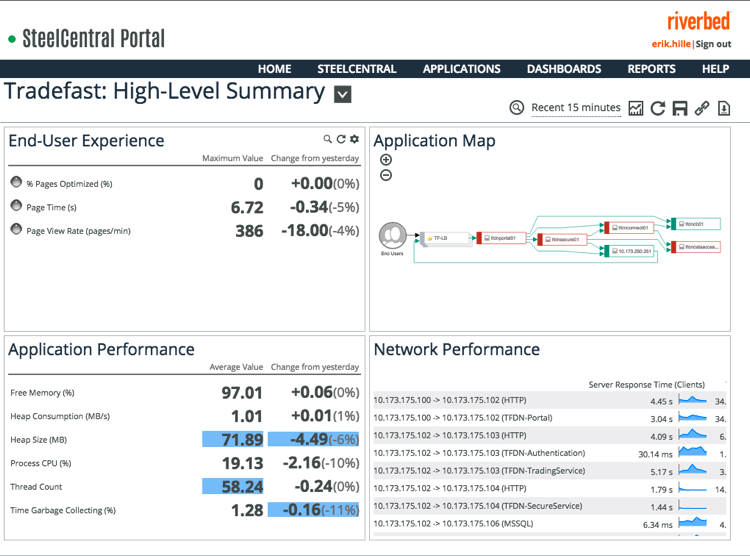 riverbed
SteelCentral Portal
erik.hille|Sign out
HOME STEELCENTRAL APPLICATIONS DASHBOARDS REPORTS HELP
Tradefast: High-Level Summary
Recent 15 minutes
End-User Experience
Maximum Value Change from yesterday
% Pages Optimized (%) 0 +0.00(0%)
Page Time (s) 6.72 -0.34(-5%)
Page View Rate (pages/min) 386 -18.00(-4%)
Application Map
End Users
TF-LB
10.173.260.261
Application Performance
Average Value Change from yesterday
Free Memory (%) 97.01 +0.06(0%)
Heap Consumption (MB/s) 1.01 +0.01(1%)
Heap Size (MB) 71.89 -4.49(-6%)
Process CPU (%) 19.13 -2.16(-10%)
Thread Count 58.24 -0.24(0%)
Time Garbage Collecting (%) 1.28 -0.16(-11%)
Network Performance
Server Response Time (Clients)
10.173.175.100 -> 10.173.175.102 (HTTP) 4.45 s 34.
10.173.175.100 -> 10.173.175.102 (TFDN-Portal) 3.04 s 34.
10.173.175.102 -> 10.173.175.103 (HTTP) 4.09 s 6.
10.173.175.102 -> 10.173.175.103 (TFDN-Authentication) 30.14 ms 1.
10.173.175.102 -> 10.173.175.103 (TFDN-TradingService) 5.17 s 3.
10.173.175.102 -> 10.173.175.104 (HTTP) 1.79 s 14.
10.173.175.102 -> 10.173.175.104 (TFDN-SecureService) 1.44 s
10.173.175.102 -> 10.173.175.106 (MSSQL) 6.34 ms 4.